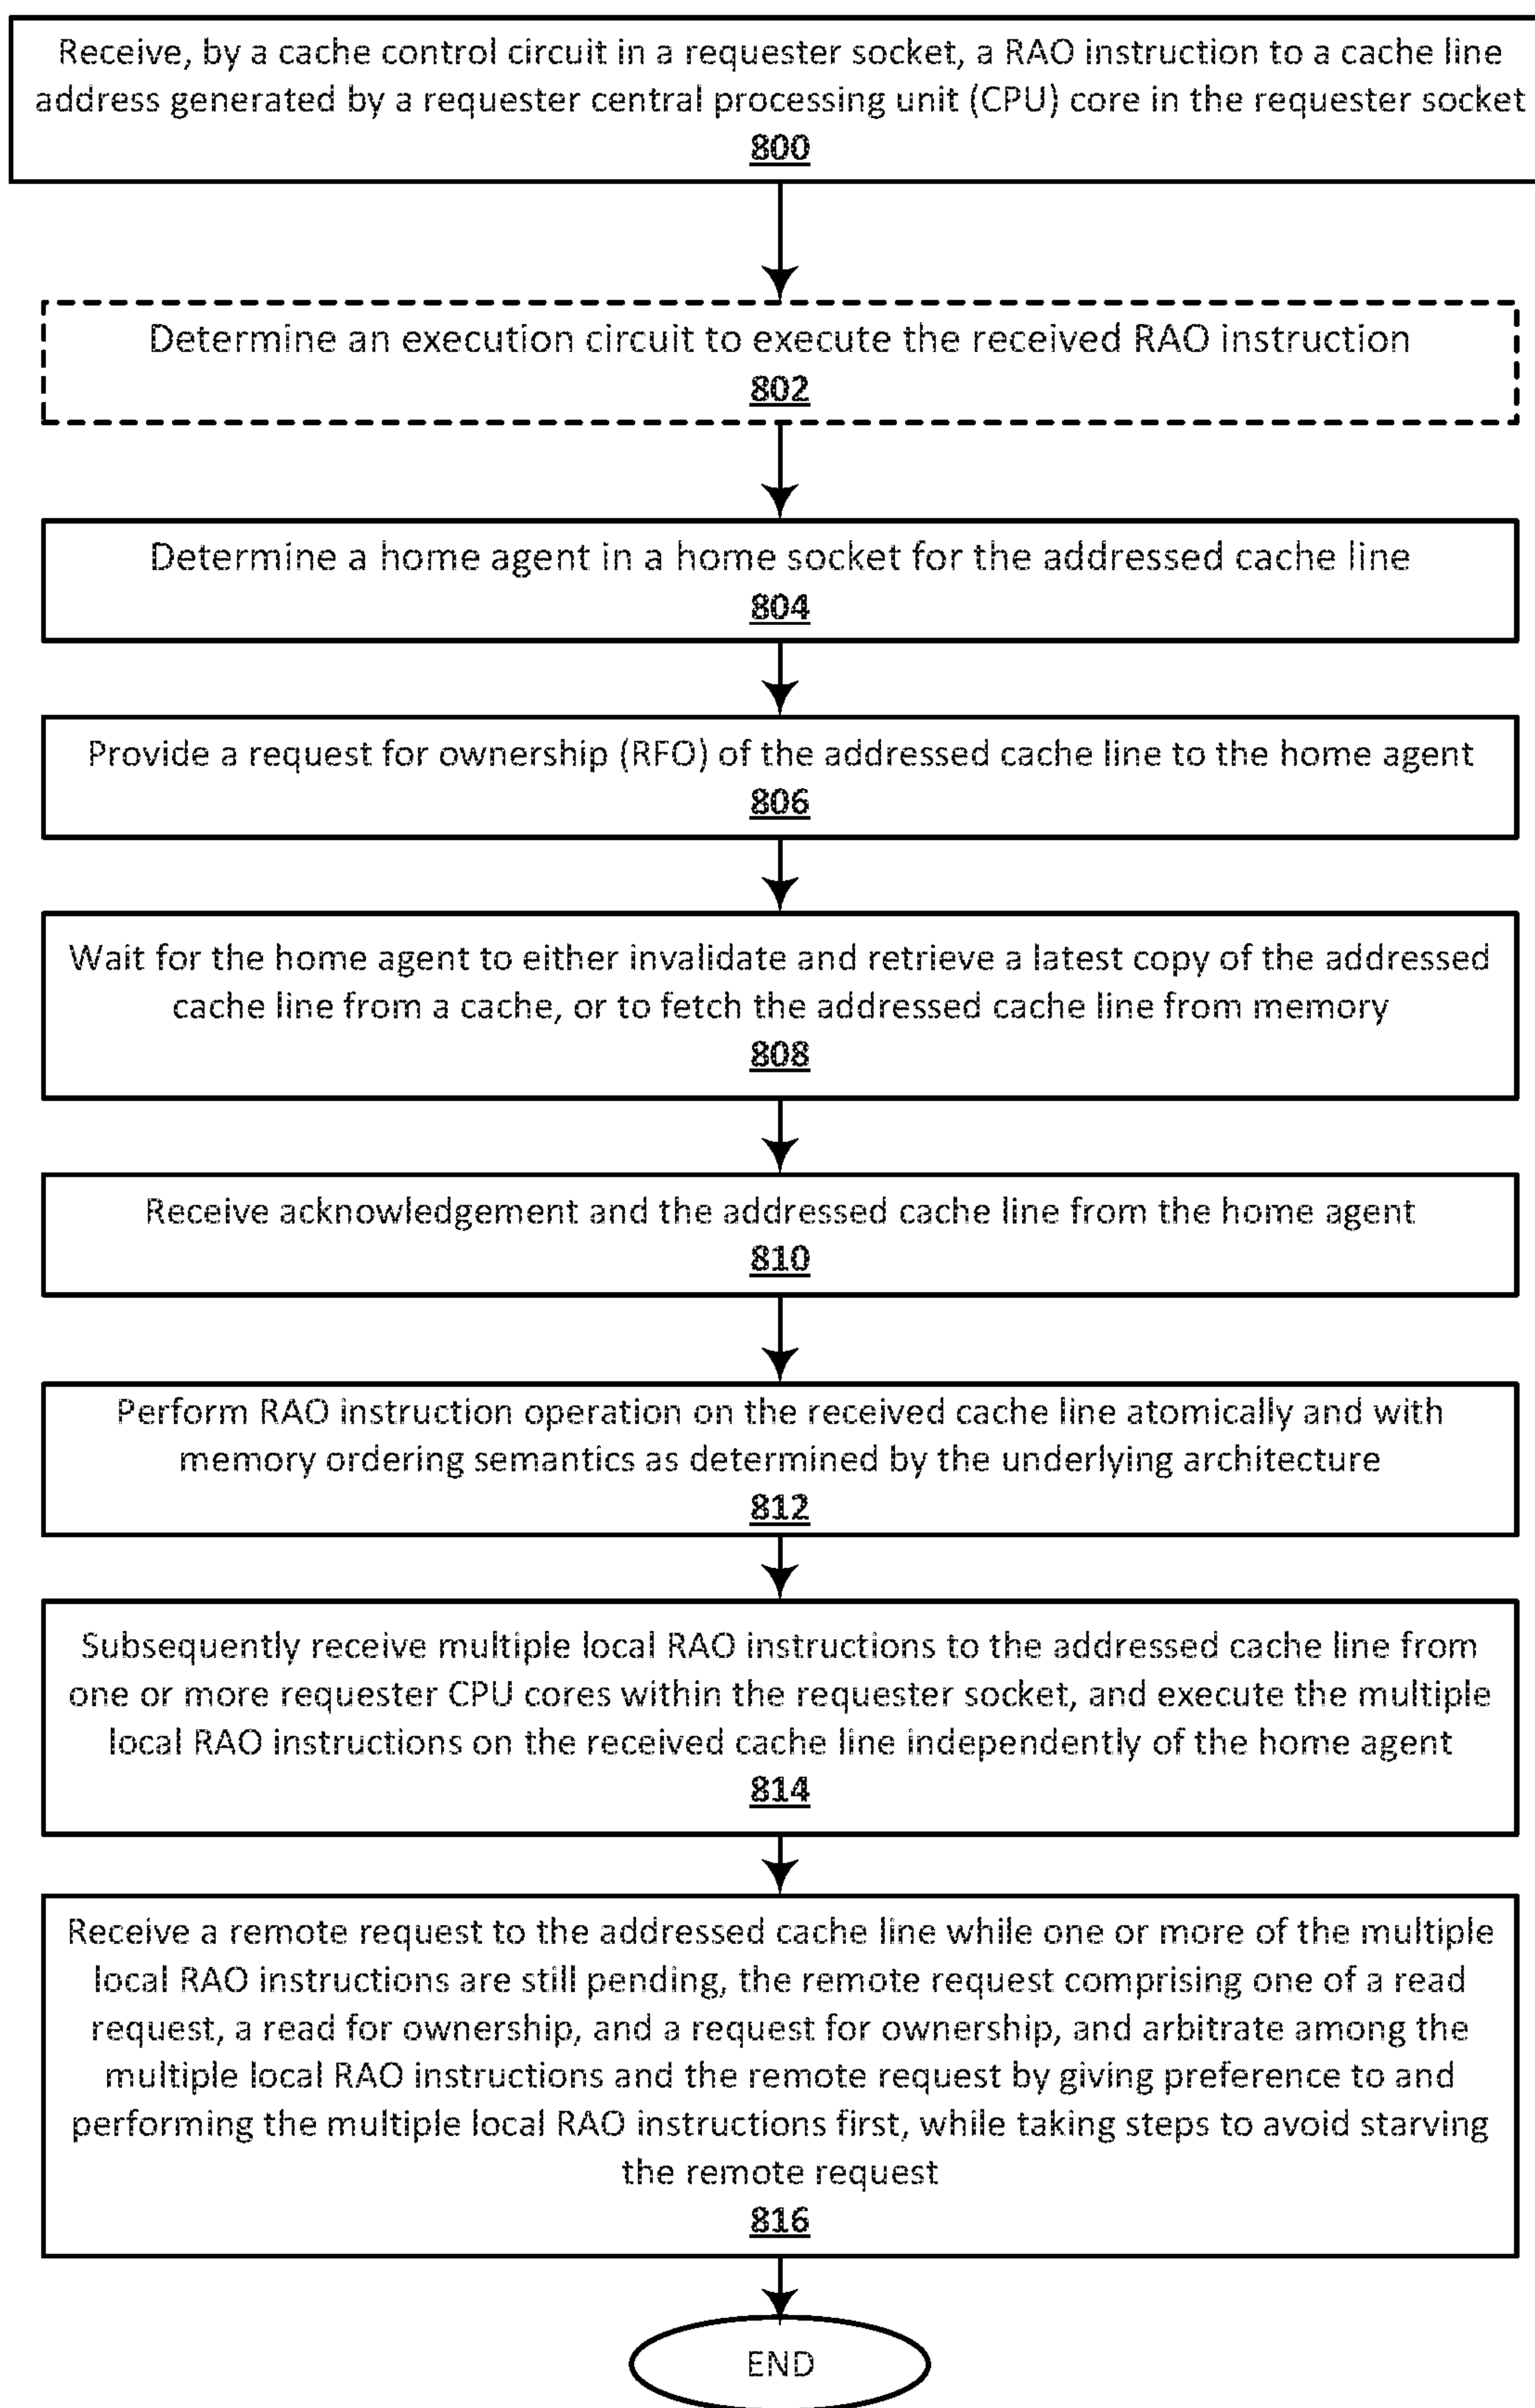 Receive, by a cache control circuit in a requester socket, a RAO instruction to a cache line
address generated by a requester central processing unit (CPU) core in the requester socket
800
Determine an execution circuit to execute the received RAO instruction
802
Determine a home agent in a home socket for the addressed cache line
804
Provide a request for ownership (RFO) of the addressed cache line to the home agent
806
Wait for the home agent to either invalidate and retrieve a latest copy of the addressed
cache line from a cache, or to fetch the addressed cache line from memory
808
Receive acknowledgement and the addressed cache line from the home agent
810
Perform RAO instruction operation on the received cache line atomically and with
memory ordering semantics as determined by the underlying architecture
812
Subsequently receive multiple local RAO instructions to the addressed cache line from
one or more requester CPU cores within the requester socket, and execute the multiple
local RAO instructions on the received cache line independently of the home agent
814
Receive a remote request to the addressed cache line while one or more of the multiple
local RAO instructions are still pending, the remote request comprising one of a read
request, a read for ownership, and a request for ownership, and arbitrate among the
multiple local RAO instructions and the remote request by giving preference to and
performing the multiple local RAO instructions first, while taking steps to avoid starving
the remote request
816
END